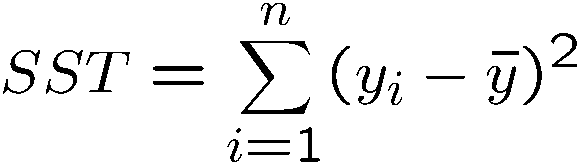 SST = \sum_{i=1}^{n} (y_i - \bar{y})^2